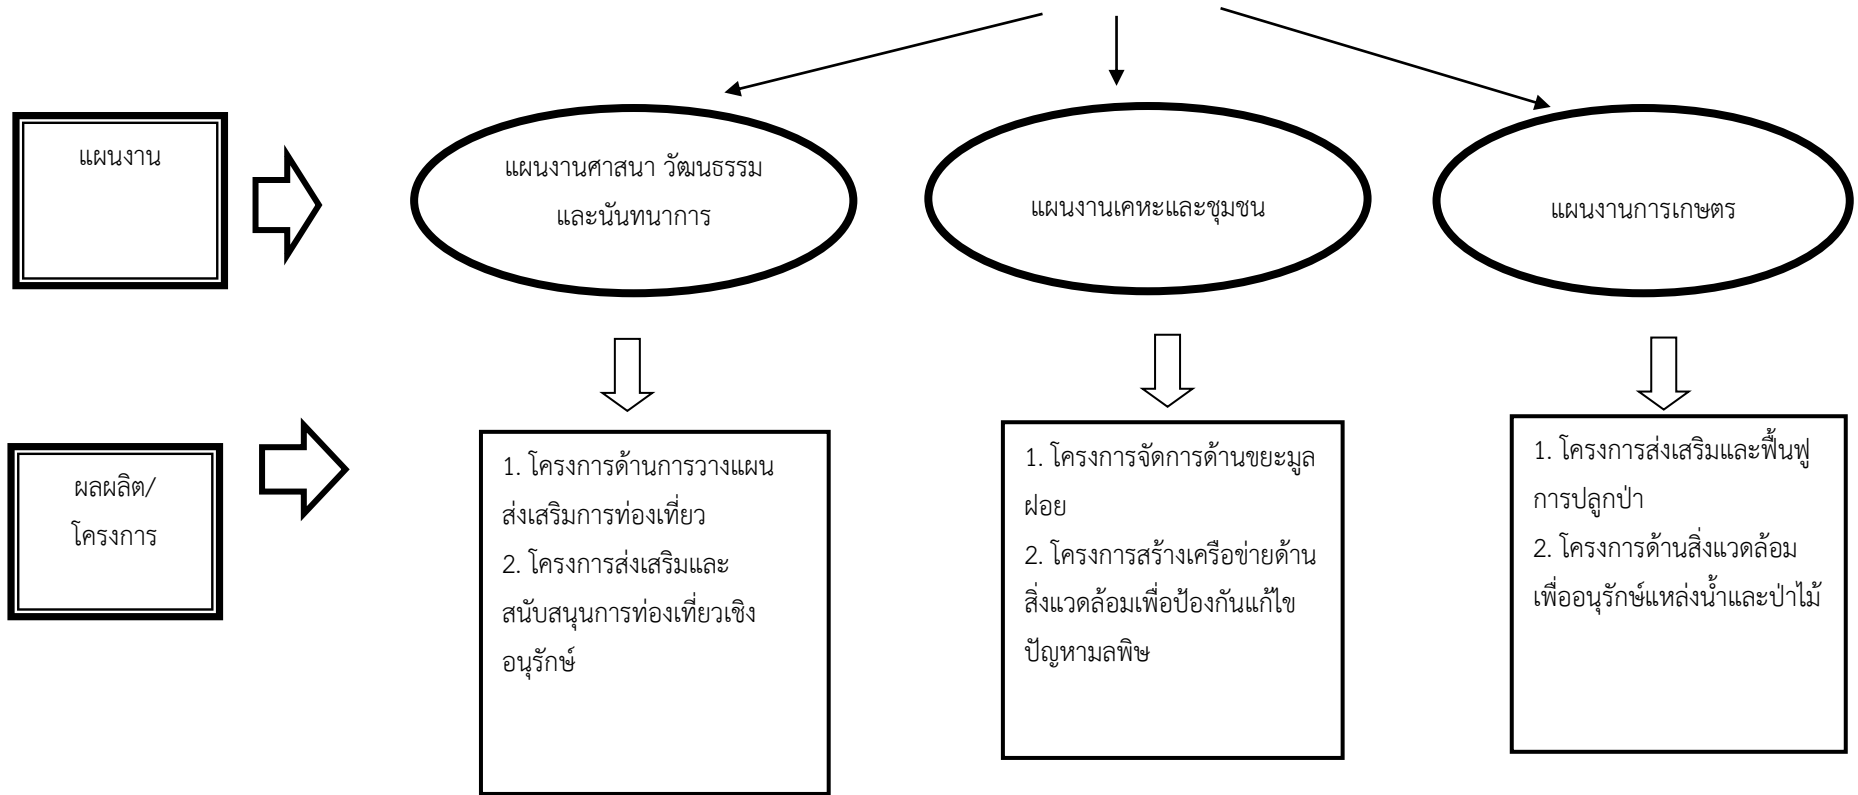 แผนงาน
แผนงานศาสนา วัฒนธรรม
และนันทนาการ
แผนงานเคหะและชุมชน
แผนงานการเกษตร
ผลผลิต/
โครงการ
1. โครงการด้านการวางแผน
ส่งเสริมการท่องเที่ยว
2. โครงการส่งเสริมและ
สนับสนุนการท่องเที่ยวเชิง
อนุรักษ์
1. โครงการจัดการด้านขยะมูล
ฝอย
2. โครงการสร้างเครือข่ายด้าน
สิ่งแวดล้อมเพื่อป้องกันแก้ไข
ปัญหามลพิษ
1. โครงการส่งเสริมและฟื้นฟู
การปลูกป่า
2. โครงการด้านสิ่งแวดล้อม
เพื่ออนุรักษ์แหล่งน้ำและป่าไม้